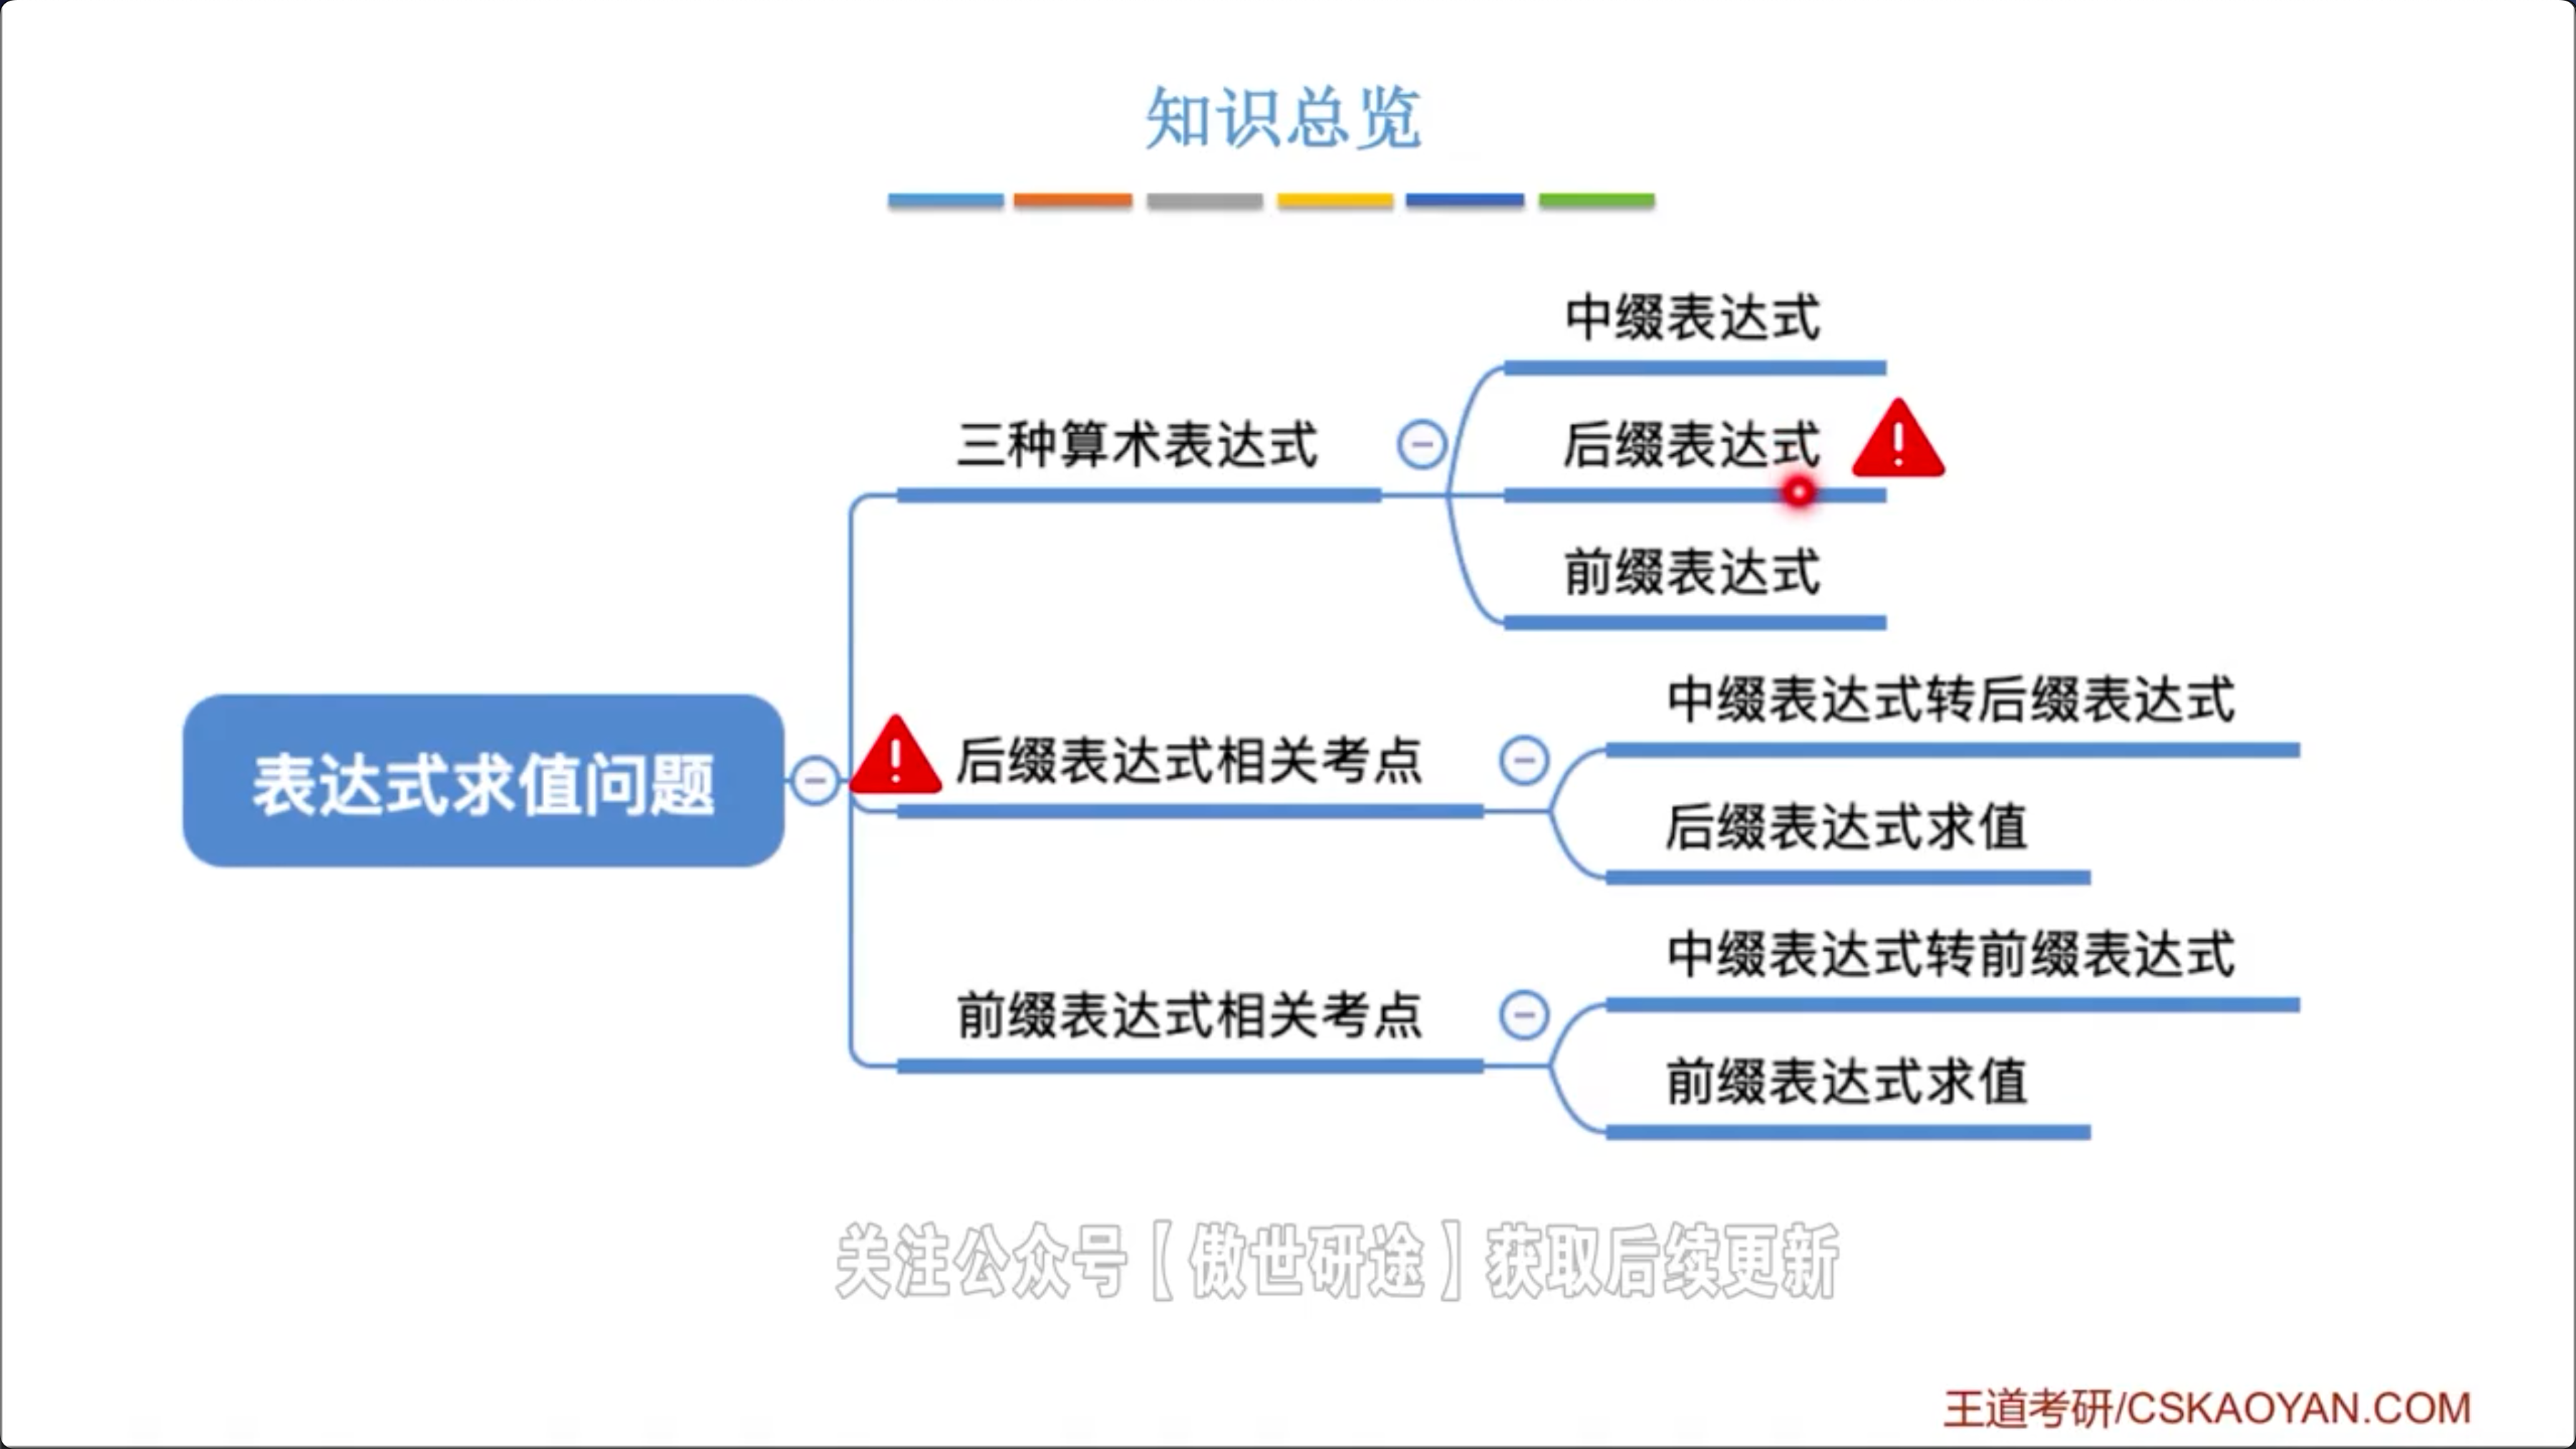 知识总览
中缀表达式
三种算术表达式
后缀表达式
前缀表达式
表达式求值问题
后缀表达式相关考点
中缀表达式转后缀表达式
后缀表达式求值
前缀表达式相关考点
中缀表达式转前缀表达式
前缀表达式求值
关注公众号【傲世研途】获取后续更新
王道考研/CSKAOYAN.COM